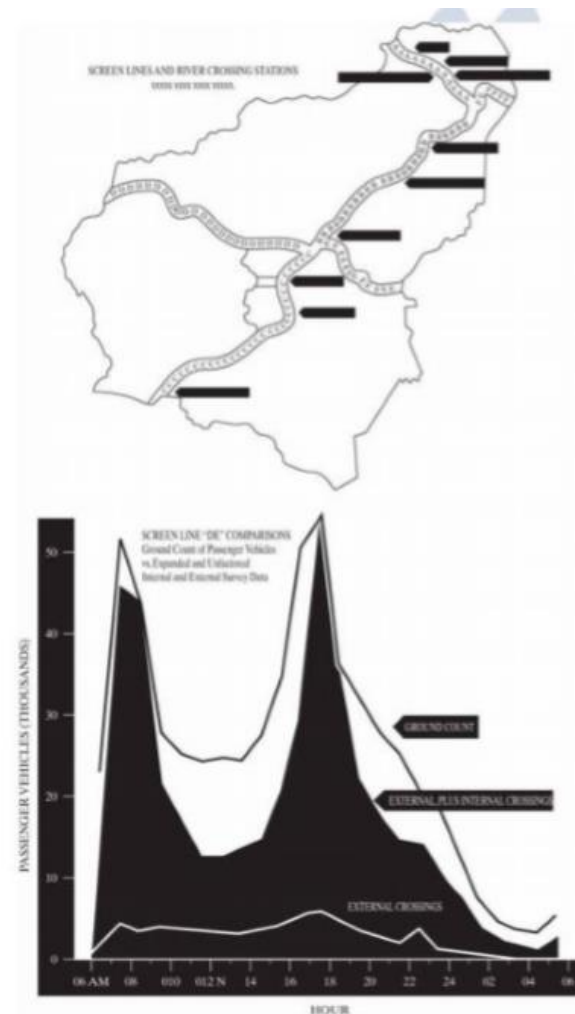 SCREEN LINES AND RIVER CROSSING STATIONS
SCREEN LINE "DE" COMPARISONS
Ground Count of Passenger Vehicles
vs. Expanded and Unfactored
Internal and External Survey Data
PASSENGER VEHICLES (THOUSANDS)
50
40
30
20
10
0
GROUND COUNT
EXTERNAL PLUS INTERNAL CROSSINGS
EXTERNAL CROSSINGS
06 AM 08 010 012 N 14 16 18 20 22 24 02 04 06
HOUR